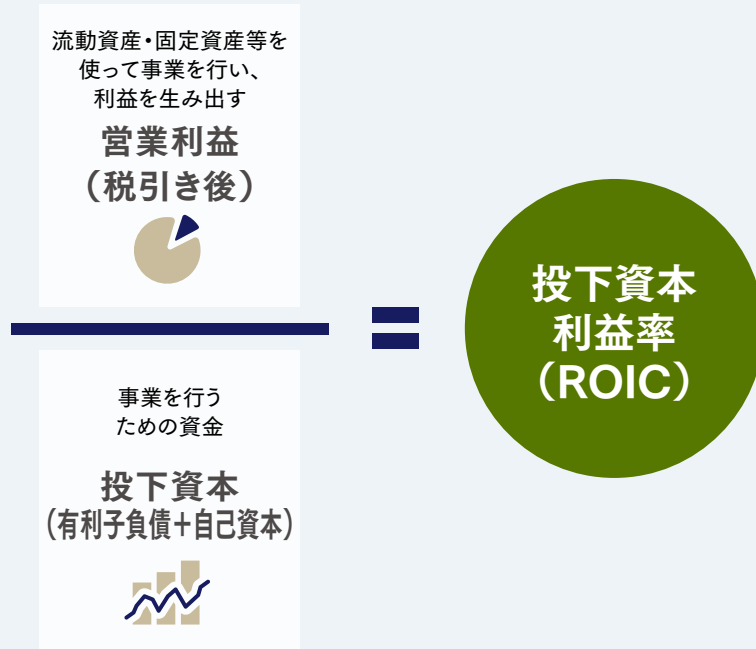 流動資産・固定資産等を
使って事業を行い、
利益を生み出す
営業利益
（税引き後）
事業を行う
ための資金
投下資本
（有利子負債＋自己資本）
投下資本
利益率
（ROIC）